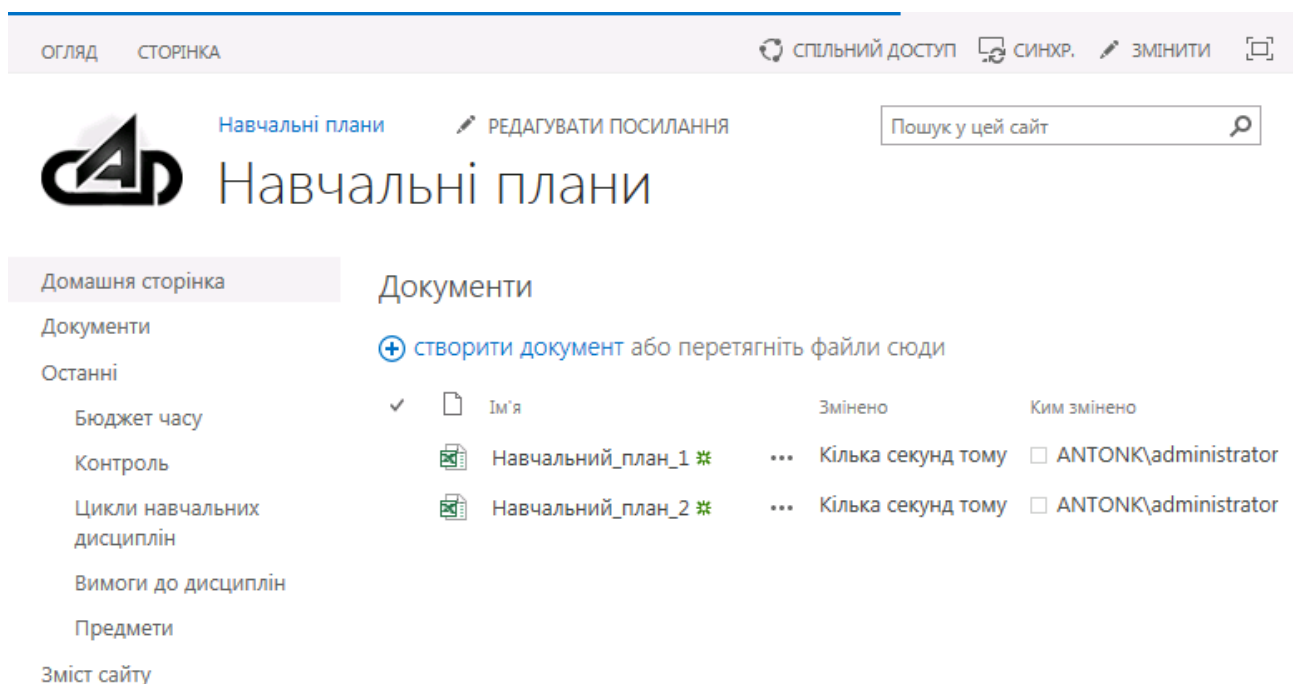 ОГЛЯД СТОРІНКА СПІЛЬНИЙ ДОСТУП СИНХР. ЗМІНИТИ
Навчальні плани РЕДАГУВАТИ ПОСИЛАННЯ Пошук у цей сайт
CAD Навчальні плани
Домашня сторінка
Документи
Останні
Бюджет часу
Контроль
Цикли навчальних
дисциплін
Вимоги до дисциплін
Предмети
Зміст сайту
Документи
створити документ або перетягніть файли сюди
Ім'я Змінено Ким змінено
Навчальний_план_1 ... Кілька секунд тому ANTONK\administrator
Навчальний_план_2 ... Кілька секунд тому ANTONK\administrator